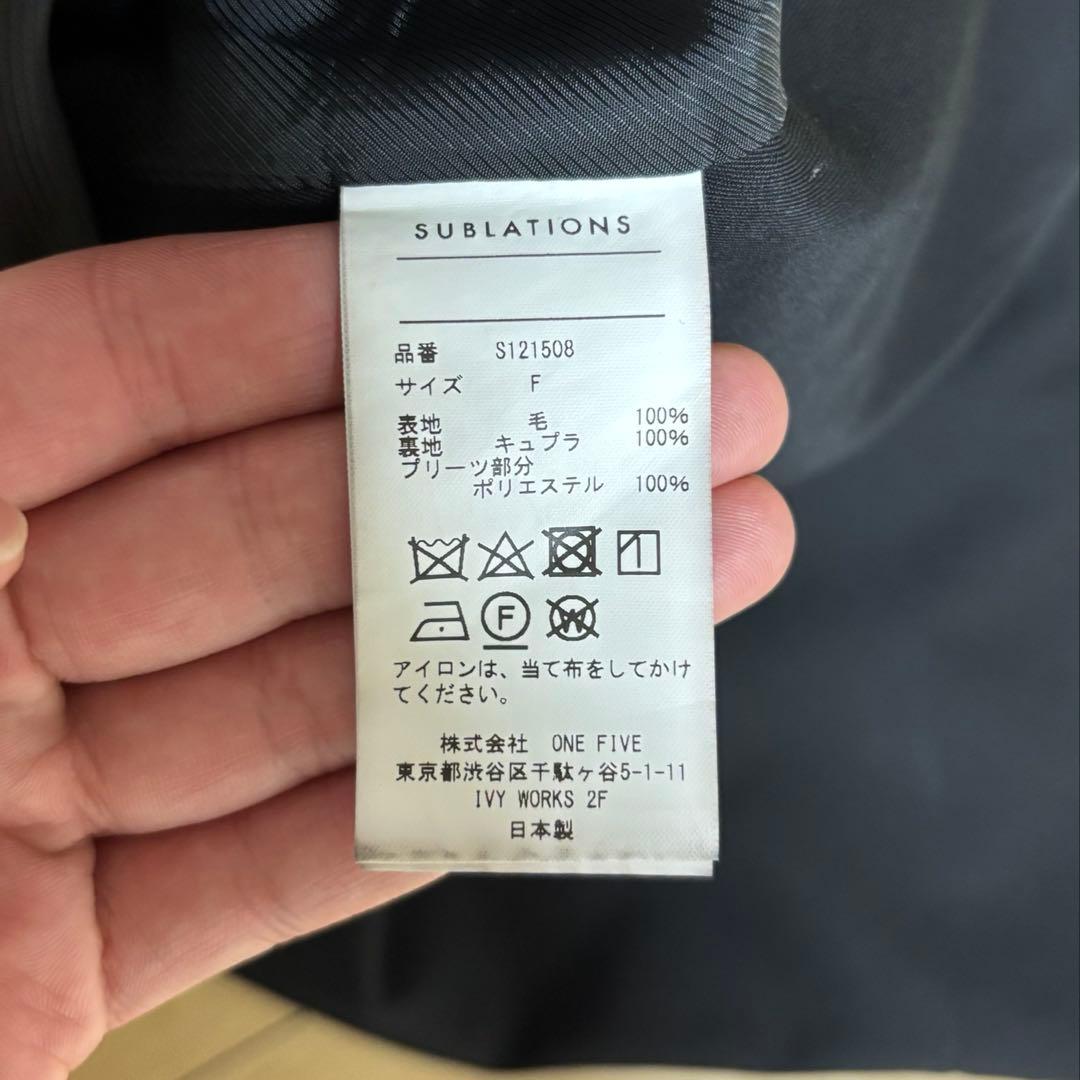 SUBLATIONS
品番 S121508
サイズ F
表地 毛 100%
裏地 キュプラ 100%
プリーツ部分
ポリエステル 100%
F W
アイロンは、当て布をしてかけ
てください。
株式会社 ONE FIVE
東京都渋谷区千駄ヶ谷5-1-11
IVY WORKS 2F
日本製